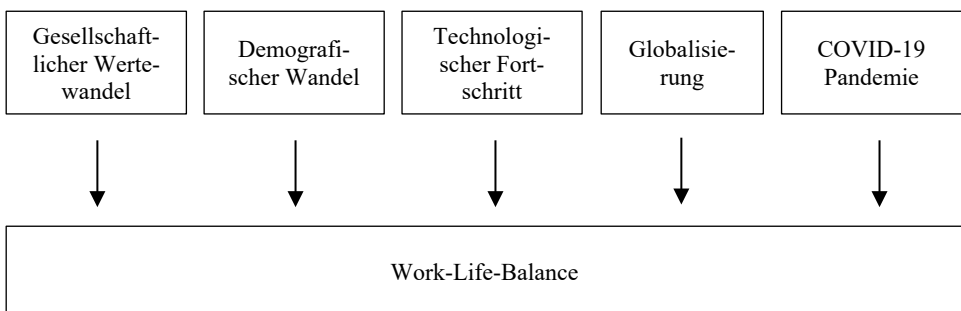 Gesellschaft-
licher Werte-
wandel
Demografi-
scher Wandel
Technologi-
scher Fort-
schritt
Globalisie-
rung
COVID-19
Pandemie
Work-Life-Balance